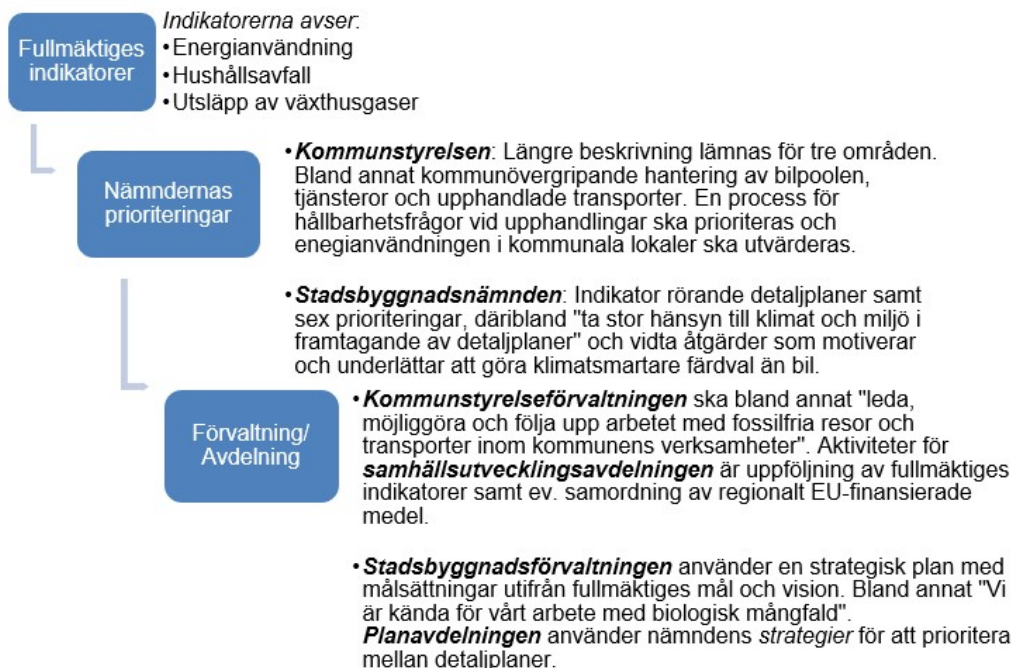 Fullmäktiges
indikatorer
Indikatorerna avser:
•Energianvändning
•Hushållsavfall
•Utsläpp av växthusgaser
Nämndernas
prioriteringar
•Kommunstyrelsen: Längre beskrivning lämnas för tre områden.
Bland annat kommunövergripande hantering av bilpoolen,
tjänsteror och upphandlade transporter. En process för
hållbarhetsfrågor vid upphandlingar ska prioriteras och
enegianvändningen i kommunala lokaler ska utvärderas.
•Stadsbyggnadsnämnden: Indikator rörande detaljplaner samt
sex prioriteringar, däribland "ta stor hänsyn till klimat och miljö i
framtagande av detaljplaner" och vidta åtgärder som motiverar
och underlättar att göra klimatsmartare färdval än bil.
Förvaltning/
Avdelning
•Kommunstyrelseförvaltningen ska bland annat "leda,
möjliggöra och följa upp arbetet med fossilfria resor och
transporter inom kommunens verksamheter". Aktiviteter för
samhällsutvecklingsavdelningen är uppföljning av fullmäktiges
indikatorer samt ev. samordning av regionalt EU-finansierade
medel.
•Stadsbyggnadsförvaltningen använder en strategisk plan med
målsättningar utifrån fullmäktiges mål och vision. Bland annat "Vi
är kända för vårt arbete med biologisk mångfald".
Planavdelningen använder nämndens strategier för att prioritera
mellan detaljplaner.